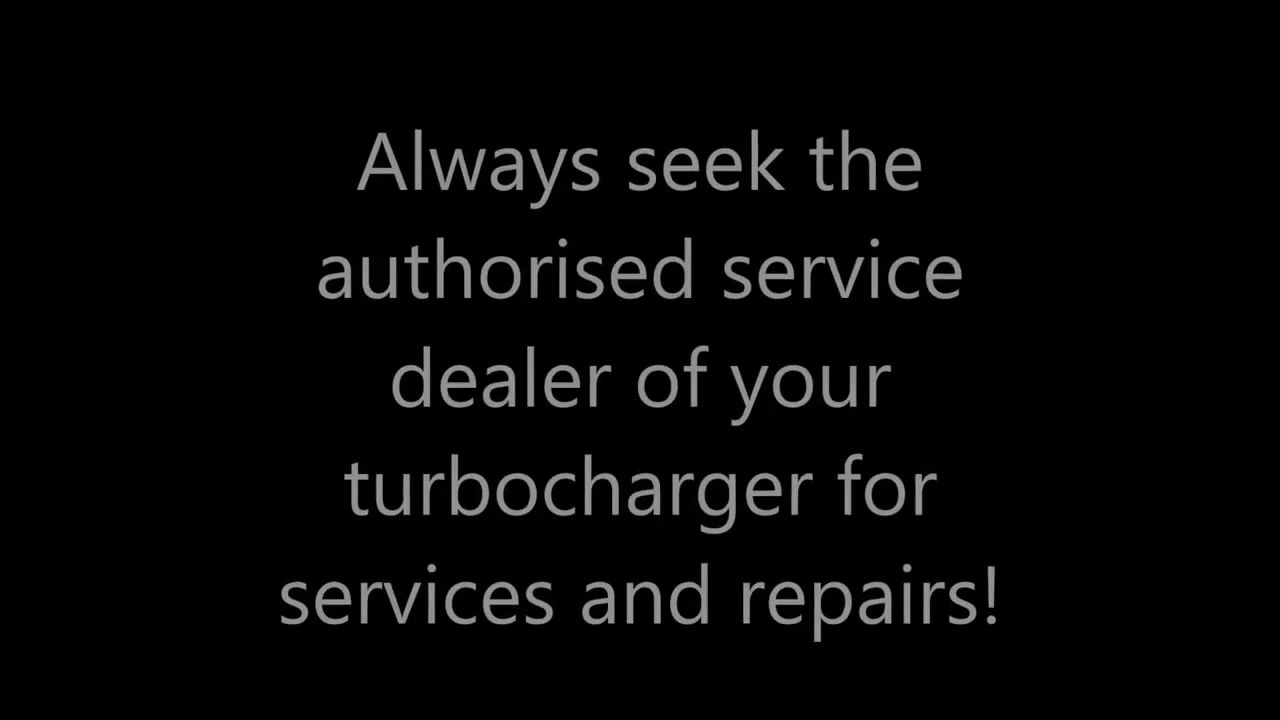 Always seek the
authorised service
dealer of your
turbocharger for
services and repairs!